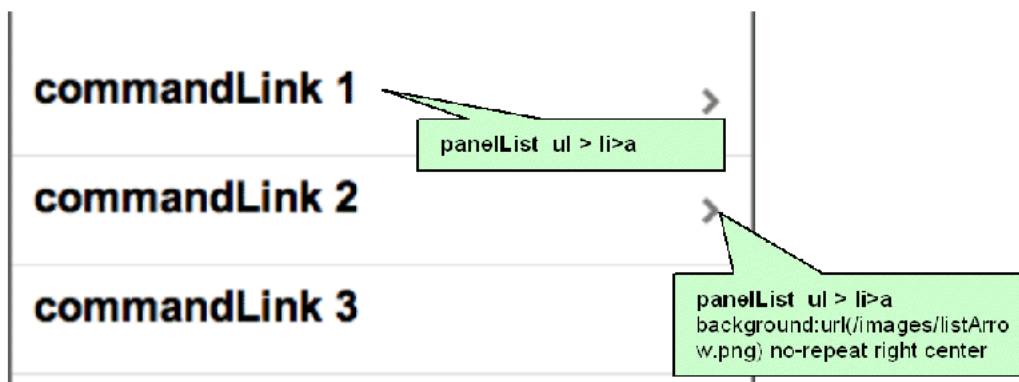 commandLink 1
panelList ul > li>a
commandLink 2
commandLink 3
panelList ul > li>a
background:url(/images/listArro
w.png) no-repeat right center